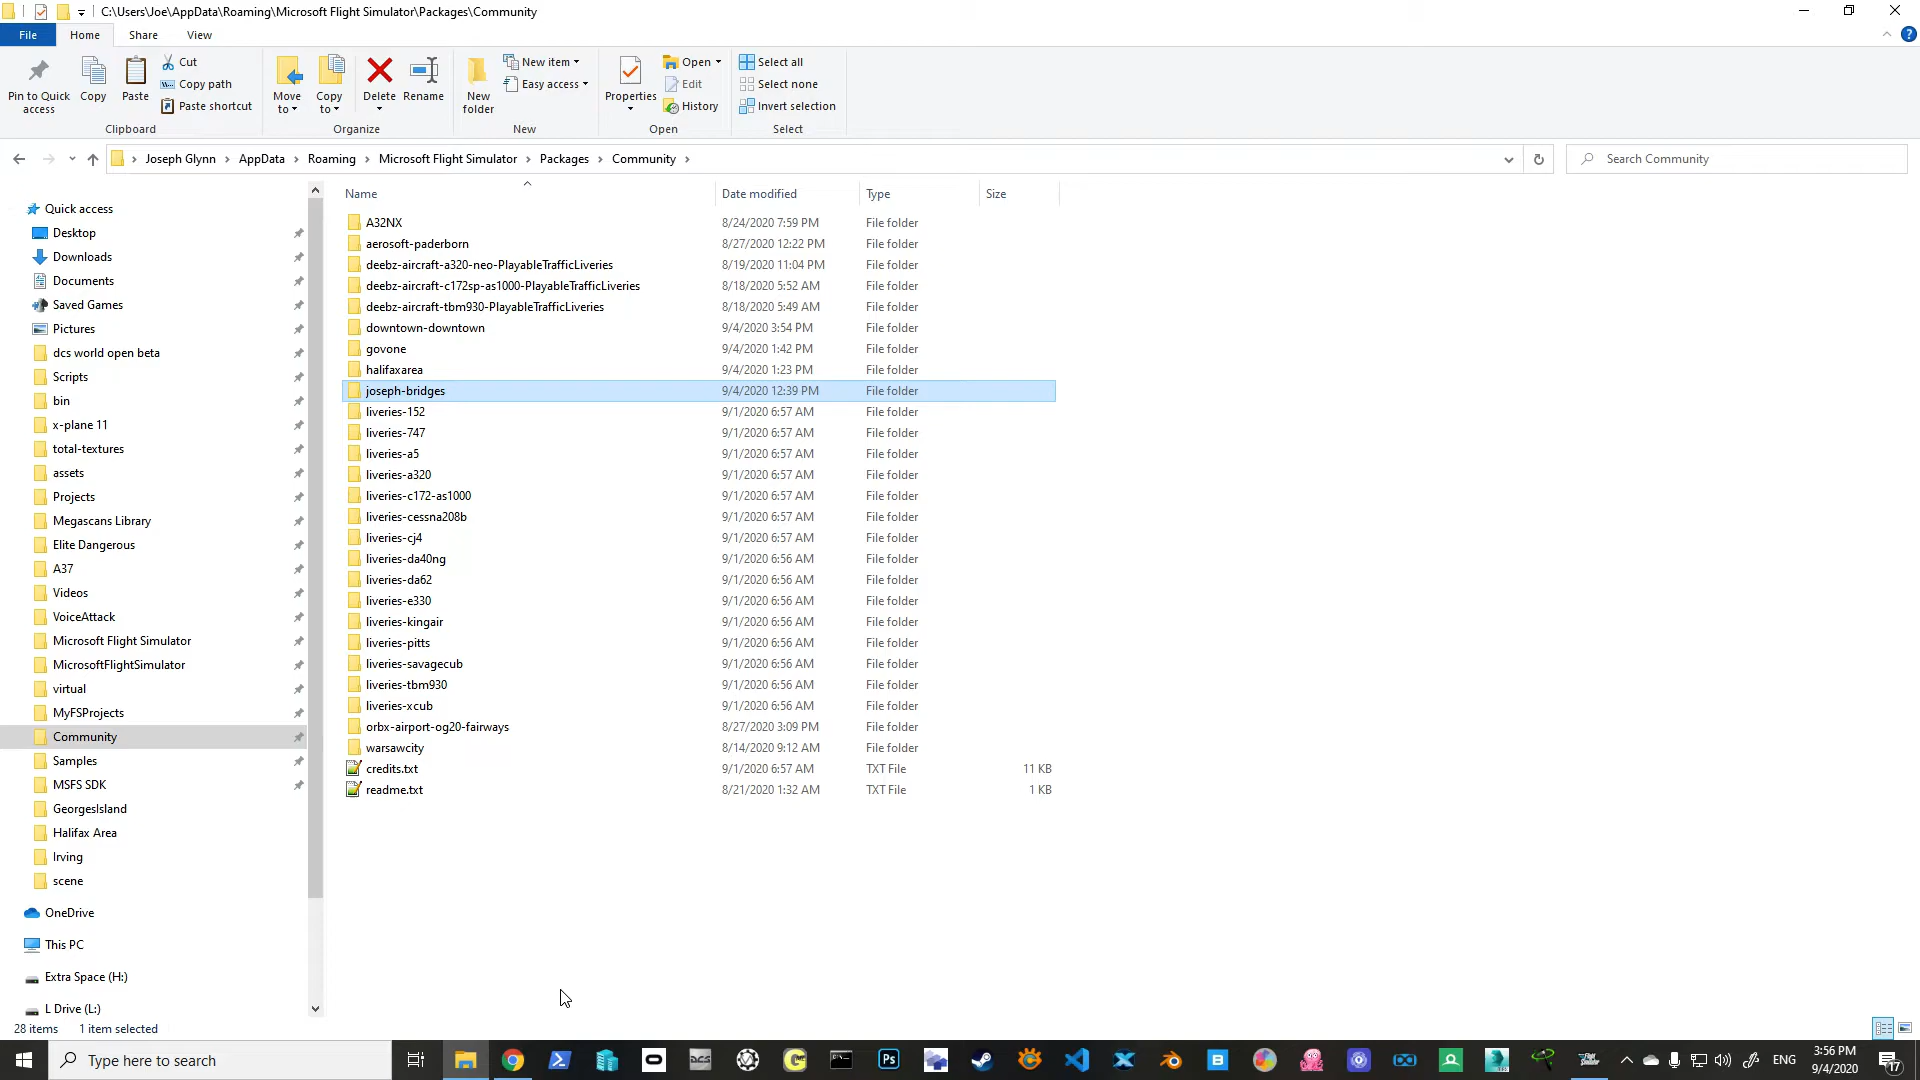 C:\Users\Joe\AppData\Roaming\Microsoft Flight Simulator\Packages\Community
File Home Share View
Pin to Quick access
Copy
Paste
Cut
Copy path
Paste shortcut
Clipboard
Move to
Copy to
Delete
Rename
Organize
New folder
New item
Easy access
New
Properties
Open
Edit
History
Open
Select all
Select none
Invert selection
Select
Joseph Glynn > AppData > Roaming > Microsoft Flight Simulator > Packages > Community >
Search Community
Quick access
Desktop
Downloads
Documents
Saved Games
Pictures
dcs world open beta
Scripts
bin
x-plane 11
total-textures
assets
Projects
Megascans Library
Elite Dangerous
A37
Videos
VoiceAttack
Microsoft Flight Simulator
MicrosoftFlightSimulator
virtual
MyFSProjects
Community
Samples
MSFS SDK
GeorgesIsland
Halifax Area
Irving
scene
OneDrive
This PC
Extra Space (H:)
L Drive (L:)
Name Date modified Type Size
A32NX 8/24/2020 7:59 PM File folder
aerosoft-paderborn 8/27/2020 12:22 PM File folder
deebz-aircraft-a320-neo-PlayableTrafficLiveries 8/19/2020 11:04 PM File folder
deebz-aircraft-c172sp-as1000-PlayableTrafficLiveries 8/18/2020 5:52 AM File folder
deebz-aircraft-tbm930-PlayableTrafficLiveries 8/18/2020 5:49 AM File folder
downtown-downtown 9/4/2020 3:54 PM File folder
govone 9/4/2020 1:42 PM File folder
halifaxarea 9/4/2020 1:23 PM File folder
joseph-bridges 9/4/2020 12:39 PM File folder
liveries-152 9/1/2020 6:57 AM File folder
liveries-747 9/1/2020 6:57 AM File folder
liveries-a5 9/1/2020 6:57 AM File folder
liveries-a320 9/1/2020 6:57 AM File folder
liveries-c172-as1000 9/1/2020 6:57 AM File folder
liveries-cessna208b 9/1/2020 6:57 AM File folder
liveries-cj4 9/1/2020 6:57 AM File folder
liveries-da40ng 9/1/2020 6:56 AM File folder
liveries-da62 9/1/2020 6:56 AM File folder
liveries-e330 9/1/2020 6:56 AM File folder
liveries-kingair 9/1/2020 6:56 AM File folder
liveries-pitts 9/1/2020 6:56 AM File folder
liveries-savagecub 9/1/2020 6:56 AM File folder
liveries-tbm930 9/1/2020 6:56 AM File folder
liveries-xcub 9/1/2020 6:56 AM File folder
orbx-airport-og20-fairways 8/27/2020 3:09 PM File folder
warsawcity 8/14/2020 9:12 AM File folder
credits.txt 9/1/2020 6:57 AM TXT File 11 KB
readme.txt 8/21/2020 1:32 AM TXT File 1 KB
28 items 1 item selected
Type here to search
DCS
Ps
B
ENG
3:56 PM
9/4/2020
17